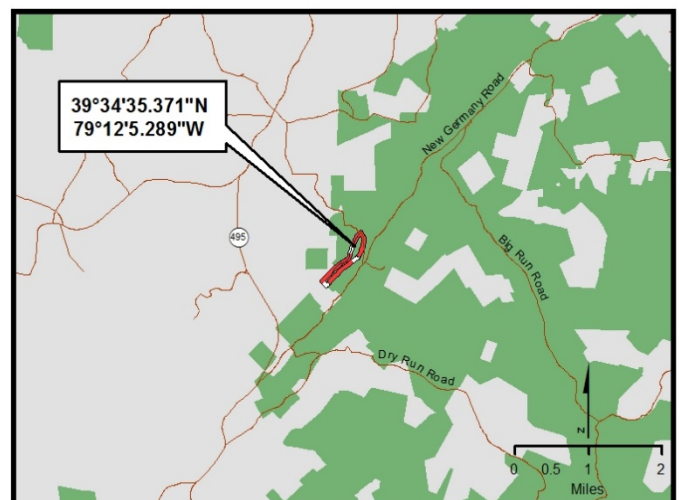 39°34'35.371"N
79°12'5.289"W
New Germany Road
495
Big Run Road
Dry Run Road
N
0 0.5 1 2
Miles